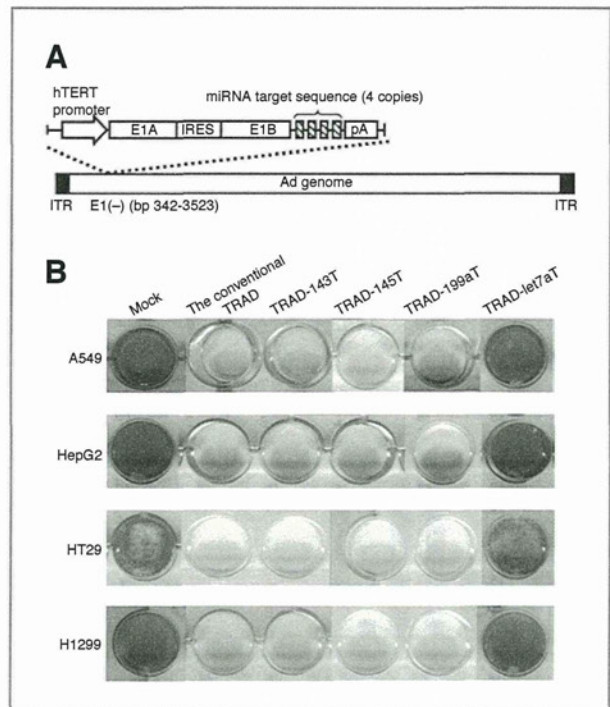 A
hTERT
promoter
miRNA target sequence (4 copies)
E1A IRES E1B pA
Ad genome
ITR E1(–) (bp 342-3523) ITR
B
Mock The conventional TRAD TRAD-143T TRAD-145T TRAD-199aT TRAD-let7aT
A549
HepG2
HT29
H1299